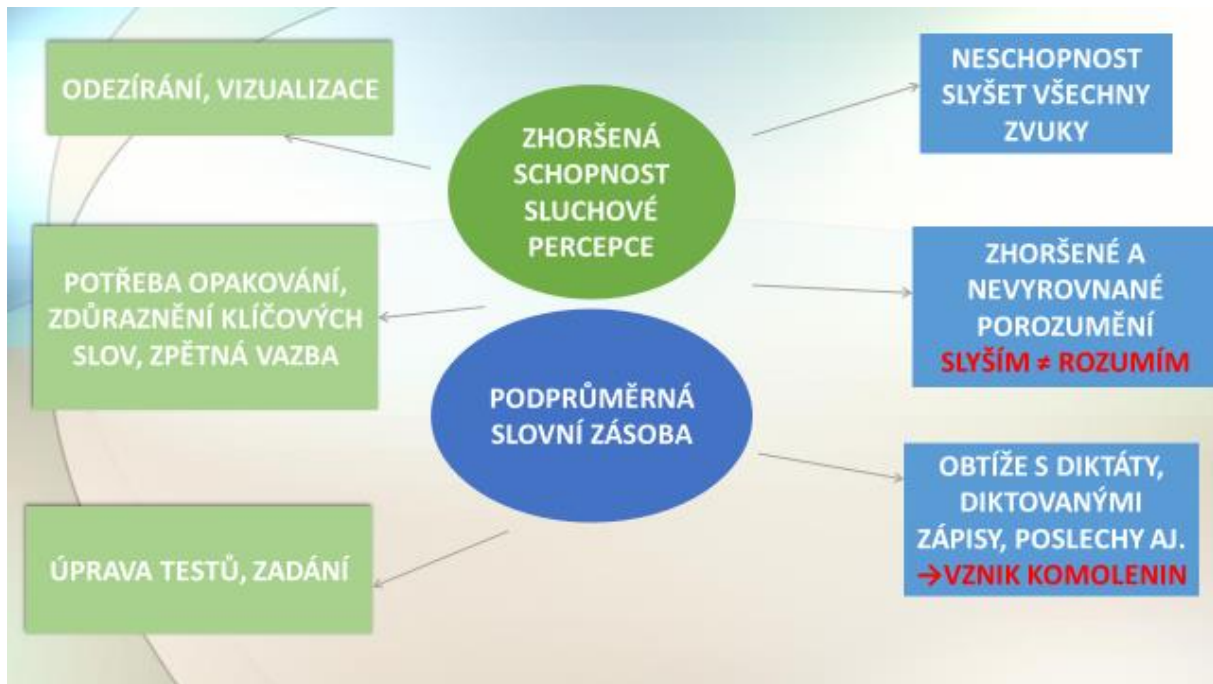 ODEZÍRÁNÍ, VIZUALIZACE
POTŘEBA OPAKOVÁNÍ,
ZDŮRAZNĚNÍ KLÍČOVÝCH
SLOV, ZPĚTNÁ VAZBA
ÚPRAVA TESTŮ, ZADÁNÍ
ZHORŠENÁ
SCHOPNOST
SLUCHOVÉ
PERCEPCE
PODPRŮMĚRNÁ
SLOVNÍ ZÁSOBA
NESCHOPNOST
SLYŠET VŠECHNY
ZVUKY
ZHORŠENÉ A
NEVYROVNANÉ
POROZUMĚNÍ
SLYŠÍM ≠ ROZUMÍM
OBTÍŽE S DIKTÁTY,
DIKTOVANÝMI
ZÁPISY, POSLECHY AJ.
→VZNIK KOMOLENIN